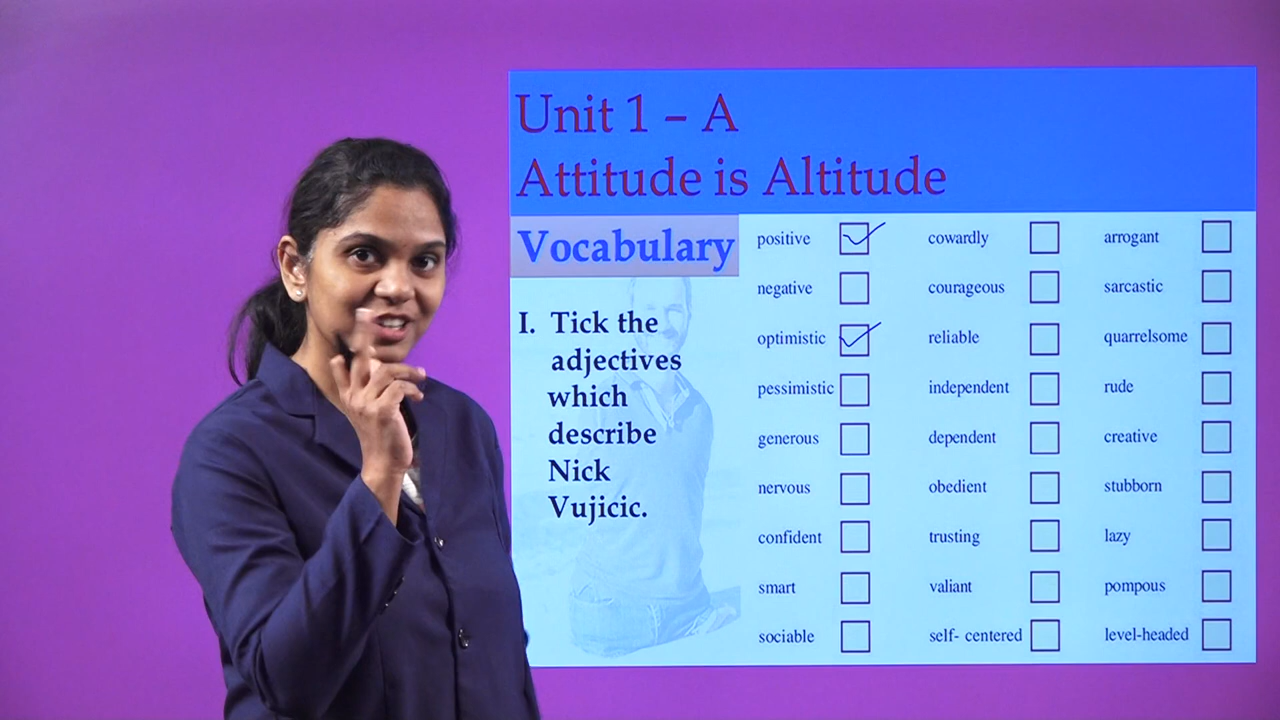 Unit 1 – A
Attitude is Altitude
Vocabulary
I. Tick the
adjectives
which
describe
Nick
Vujicic.
positive
negative
optimistic
pessimistic
generous
nervous
confident
smart
sociable
cowardly
courageous
reliable
independent
dependent
obedient
trusting
valiant
self- centered
arrogant
sarcastic
quarrelsome
rude
creative
stubborn
lazy
pompous
level-headed